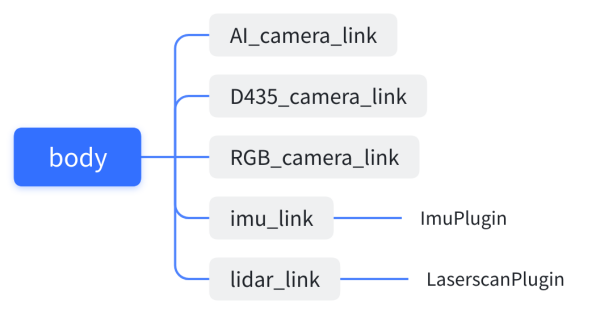 AI_camera_link
D435_camera_link
body
RGB_camera_link
imu_link
ImuPlugin
lidar_link
LaserscanPlugin